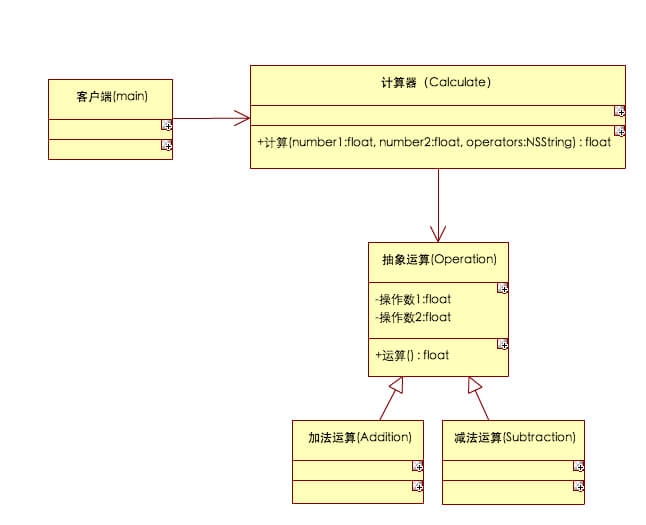 客户端(main)
计算器（Calculate）
+计算(number1:float, number2:float, operators:NSString) : float
抽象运算(Operation)
-操作数1:float
-操作数2:float
+运算() : float
加法运算(Addition)
减法运算(Subtraction)